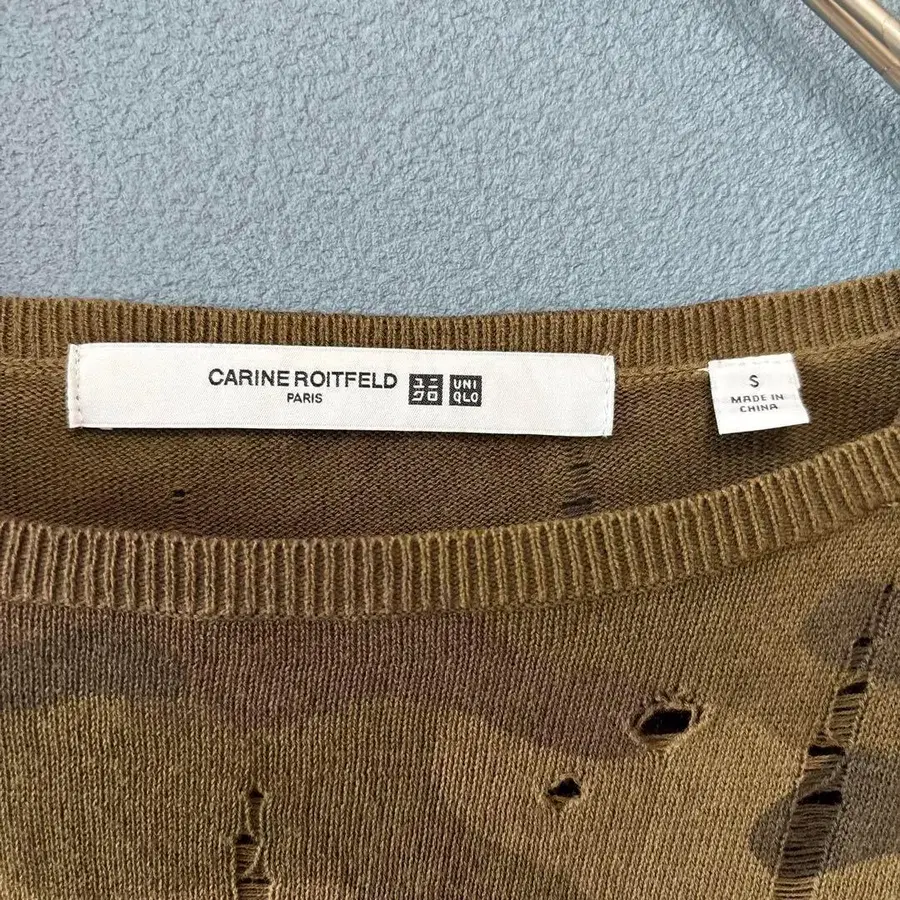 CARINE ROITFELD
PARIS
ユニ
クロ
UNI
QLO
S
MADE IN
CHINA